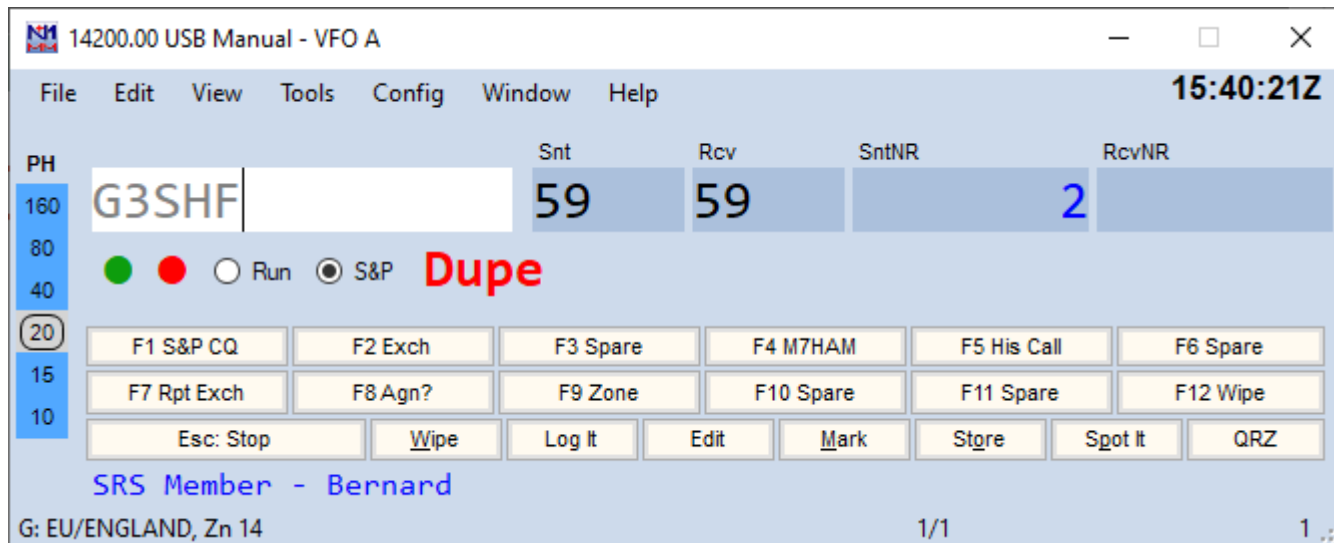 N1MM 14200.00 USB Manual - VFO A
File Edit View Tools Config Window Help 15:40:21Z
PH Snt Rcv SntNR RcvNR
160 G3SHF 59 59 2
80
40 Run S&P Dupe
20 F1 S&P CQ F2 Exch F3 Spare F4 M7HAM F5 His Call F6 Spare
15 F7 Rpt Exch F8 Agn? F9 Zone F10 Spare F11 Spare F12 Wipe
10
Esc: Stop Wipe Log It Edit Mark Store Spot It QRZ
SRS Member - Bernard
G: EU/ENGLAND, Zn 14 1/1 1